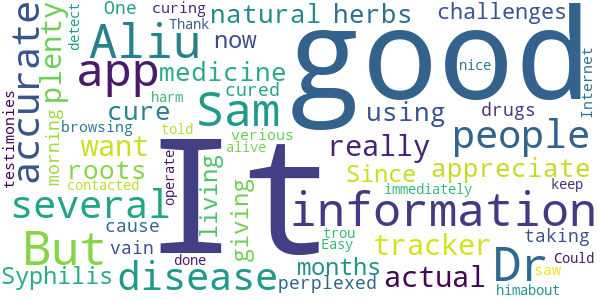 natural herbs challenges
One curing Thank
detect
plenty
accurate
Aliu now
good
app medicine
nice
Internet
cured
harm
cure Sam using drugs
testimonies
morning
browsing told verious people
want alive really
roots Since appreciate
contacted
operate
living
giving
immediately keep
several It information
cause trou taking
But vain done Easy tracker Could
months Dr saw
Syphilis disease perplexed actual himabout